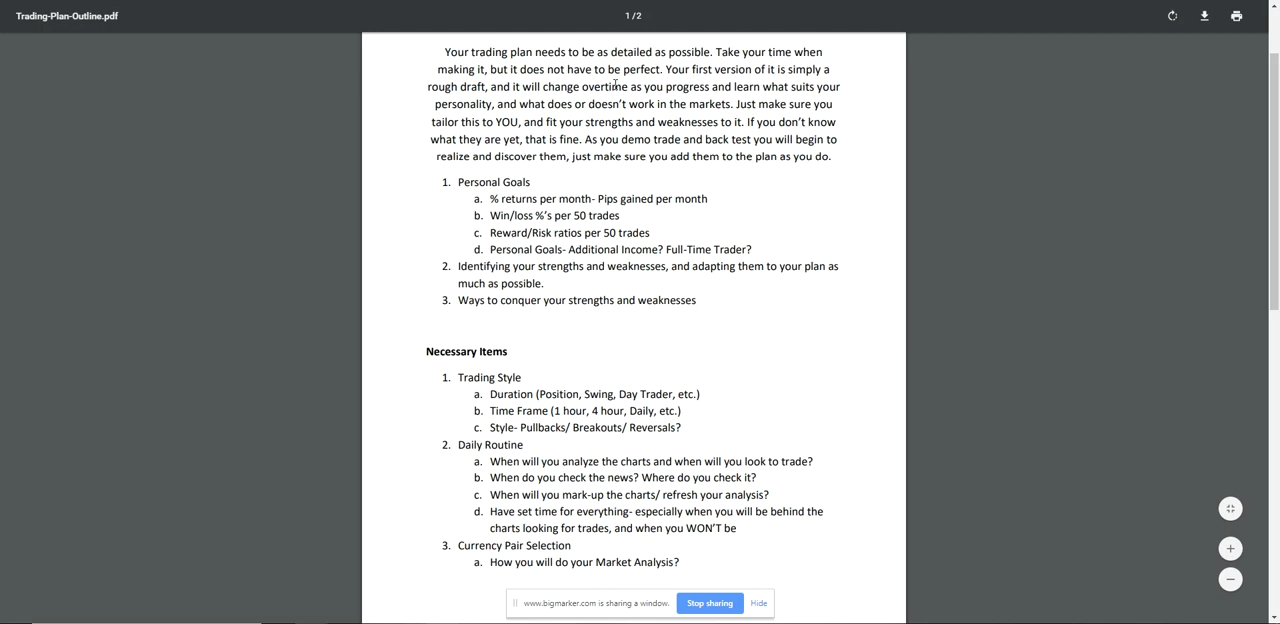 Trading-Plan-Outline.pdf
1 / 2
Your trading plan needs to be as detailed as possible. Take your time when
making it, but it does not have to be perfect. Your first version of it is simply a
rough draft, and it will change overtime as you progress and learn what suits your
personality, and what does or doesn't work in the markets. Just make sure you
tailor this to YOU, and fit your strengths and weaknesses to it. If you don't know
what they are yet, that is fine. As you demo trade and back test you will begin to
realize and discover them, just make sure you add them to the plan as you do.
1. Personal Goals
a. % returns per month- Pips gained per month
b. Win/loss %'s per 50 trades
c. Reward/Risk ratios per 50 trades
d. Personal Goals- Additional Income? Full-Time Trader?
2. Identifying your strengths and weaknesses, and adapting them to your plan as
much as possible.
3. Ways to conquer your strengths and weaknesses
Necessary Items
1. Trading Style
a. Duration (Position, Swing, Day Trader, etc.)
b. Time Frame (1 hour, 4 hour, Daily, etc.)
c. Style- Pullbacks/ Breakouts/ Reversals?
2. Daily Routine
a. When will you analyze the charts and when will you look to trade?
b. When do you check the news? Where do you check it?
c. When will you mark-up the charts/ refresh your analysis?
d. Have set time for everything- especially when you will be behind the
charts looking for trades, and when you WON'T be
3. Currency Pair Selection
a. How you will do your Market Analysis?
www.bigmarker.com is sharing a window. Stop sharing Hide